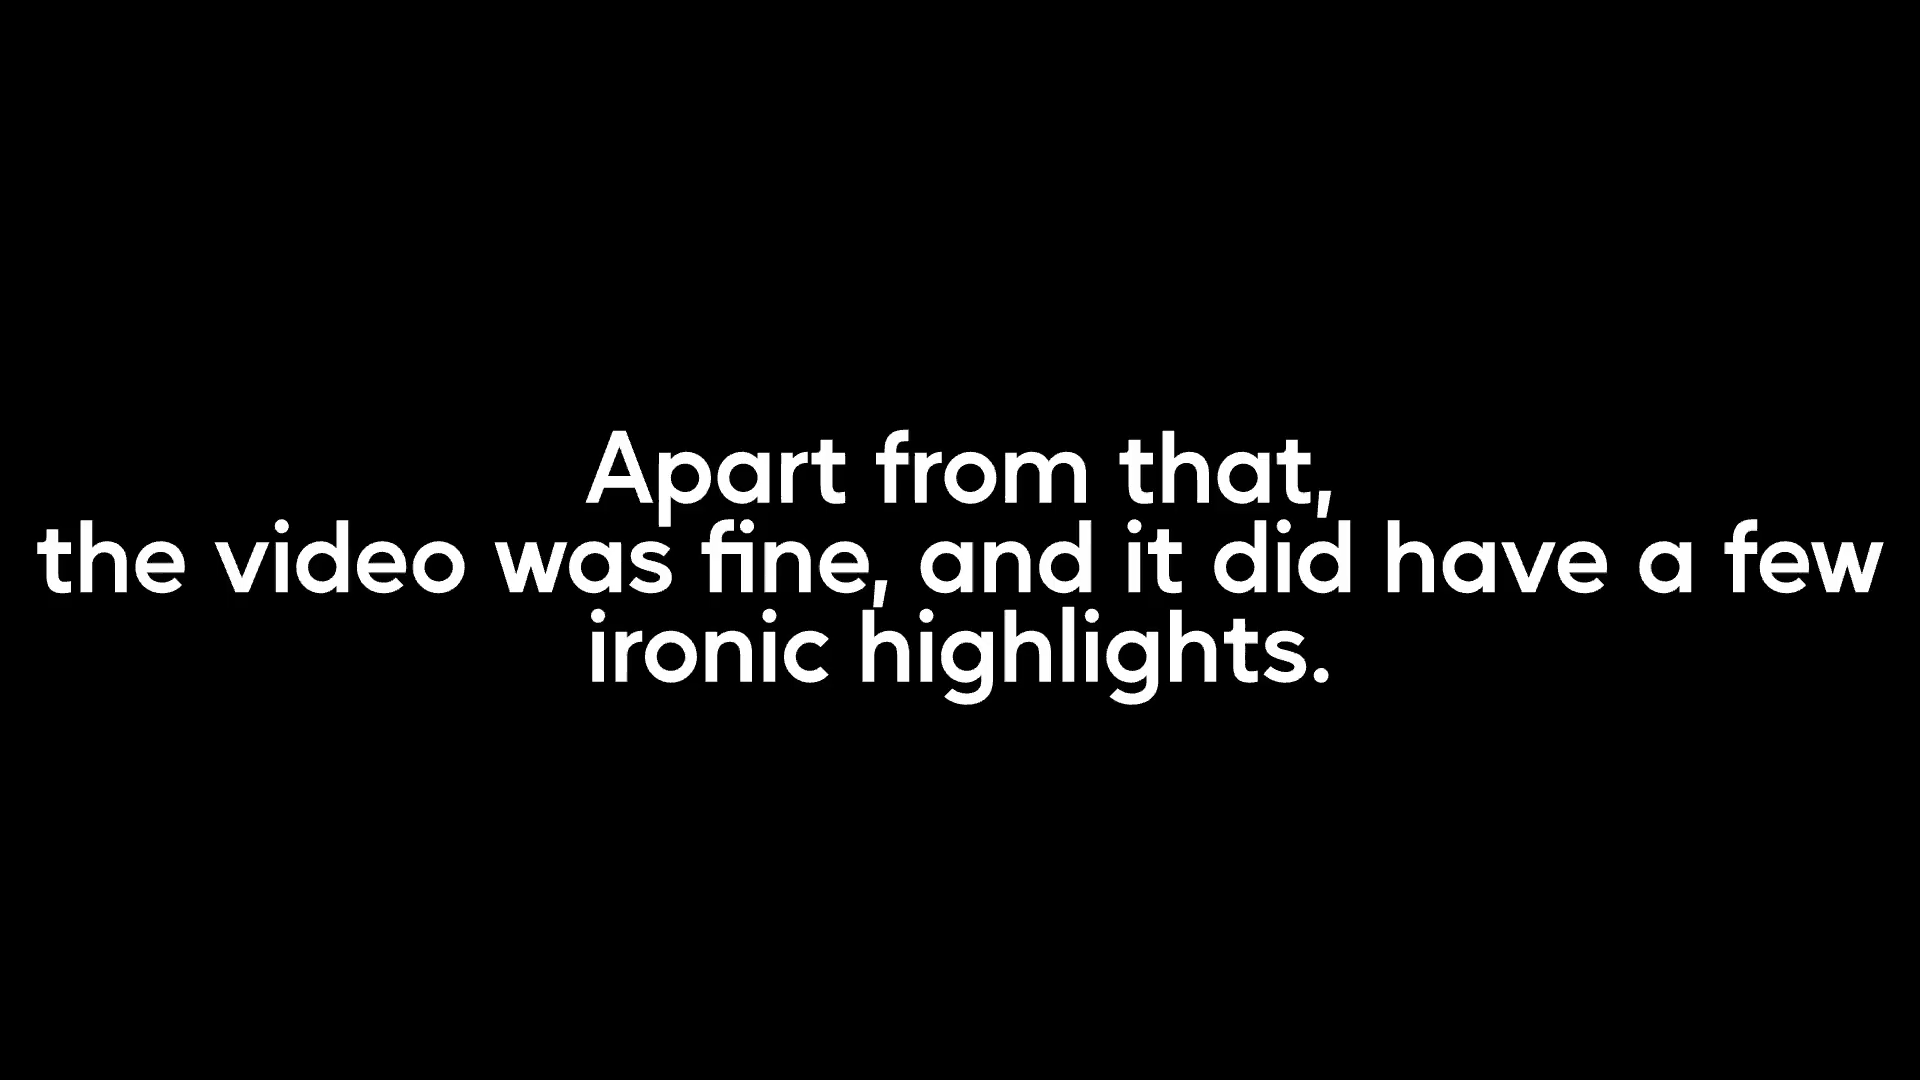 Apart from that,
the video was fine, and it did have a few
ironic highlights.